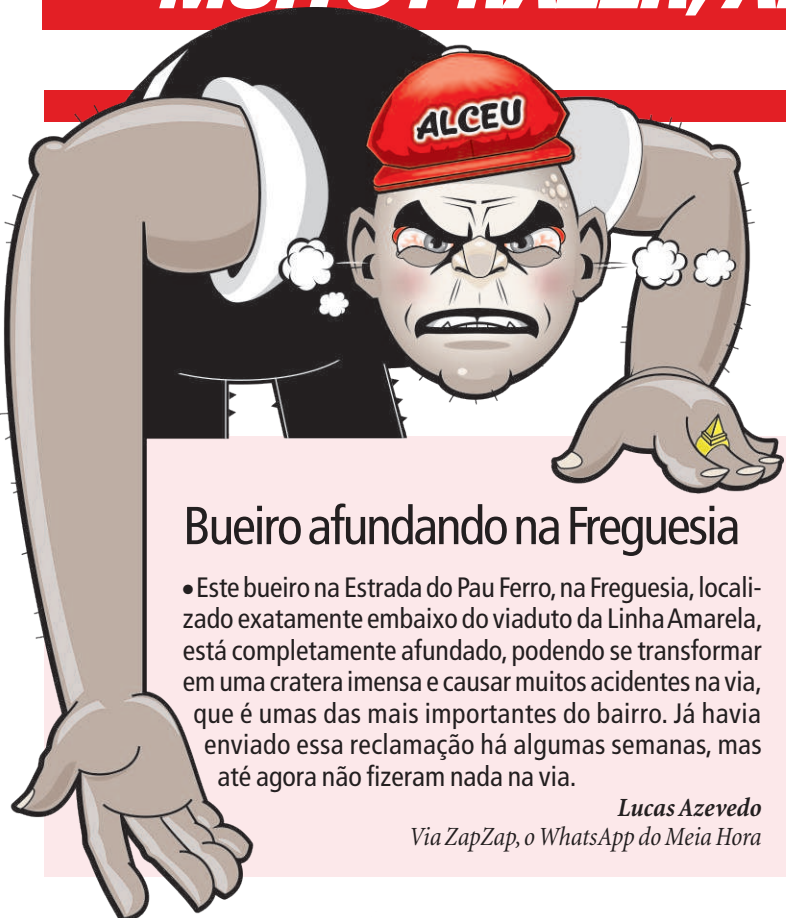 MUITO PRAZER,
ALCEU
Bueiro afundando na Freguesia
• Este bueiro na Estrada do Pau Ferro, na Freguesia, locali-
zado exatamente embaixo do viaduto da Linha Amarela,
está completamente afundado, podendo se transformar
em uma cratera imensa e causar muitos acidentes na via,
que é umas das mais importantes do bairro. Já havia
enviado essa reclamação há algumas semanas, mas
até agora não fizeram nada na via.
Lucas Azevedo
Via ZapZap, o WhatsApp do Meia Hora